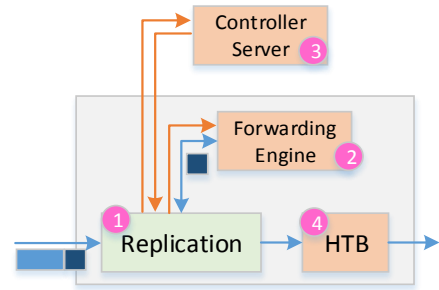 Controller
Server
3
Forwarding
Engine
2
1
Replication
4
HTB